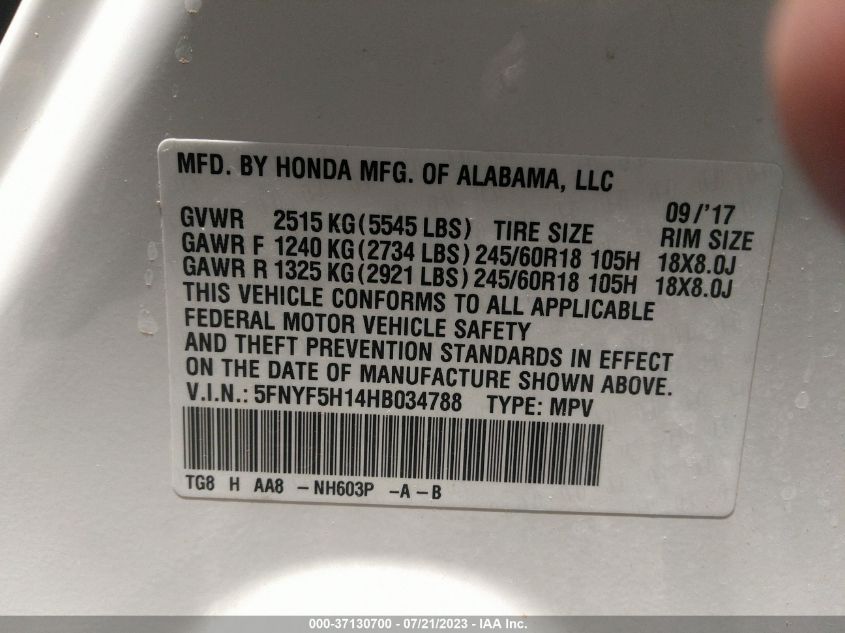 MFD. BY HONDA MFG. OF ALABAMA, LLC
09/'17
GVWR 2515 KG (5545 LBS) TIRE SIZE RIM SIZE
GAWR F 1240 KG (2734 LBS) 245/60R18 105H 18X8.0J
GAWR R 1325 KG (2921 LBS) 245/60R18 105H 18X8.0J
THIS VEHICLE CONFORMS TO ALL APPLICABLE
FEDERAL MOTOR VEHICLE SAFETY
AND THEFT PREVENTION STANDARDS IN EFFECT
ON THE DATE OF MANUFACTURE SHOWN ABOVE.
V.I.N.: 5FNYF5H14HB034788 TYPE: MPV
TG8 H AA8 -NH603P -A-B
000-37130700 - 07/21/2023 - IAA Inc.